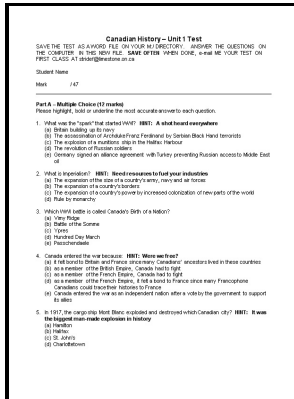 Canadian History – Unit 1 Test
SAVE THE TEST AS A WORD FILE ON YOUR M:/ DIRECTORY. ANSWER THE QUESTIONS ON
THE COMPUTER IN THIS NEW FILE. SAVE OFTEN WHEN DONE, e-mail ME YOUR TEST ON
FIRST CLASS AT stridef@limestone.on.ca
Student Name
Mark / 47
Part A – Multiple Choice (12 marks)
Please highlight, bold or underline the most accurate answer to each question.
1. What was the "spark" that started WWI? HINT: A shot heard everywhere
(a) Britain building up its navy
(b) The assassination of Archduke Franz Ferdinand by Serbian Black Hand terrorists
(c) The explosion of a munitions ship in the Halifax Harbour
(d) The revolution of Russian soldiers
(e) Germany signed an alliance agreement with Turkey preventing Russian access to Middle East
oil
2. What is Imperialism? HINT: Need resources to fuel your industries
(a) The expansion of the size of a country's army, navy and air forces
(b) The expansion of a country's borders
(c) The expansion of a country's power by increased colonization of new parts of the world
(d) Rule by monarchy
3. Which WWI battle is called Canada's Birth of a Nation?
(a) Vimy Ridge
(b) Battle of the Somme
(c) Ypres
(d) Hundred Day March
(e) Passchendaele
4. Canada entered the war because: HINT: Were we free?
(a) it felt bond to Britain and France since many Canadians' ancestors lived in these countries
(b) as a member of the British Empire, Canada had to fight
(c) as a member of the French Empire, Canada had to fight
(d) as a member of the French Empire, it felt a bond to France since many Francophone
Canadians could trace their histories to France
(e) Canada entered the war as an independent nation after a vote by the government to support
its allies
5. In 1917, the cargo ship Mont Blanc exploded and destroyed which Canadian city? HINT: It was
the biggest man-made explosion in history
(a) Hamilton
(b) Halifax
(c) St. John's
(d) Charlottetown